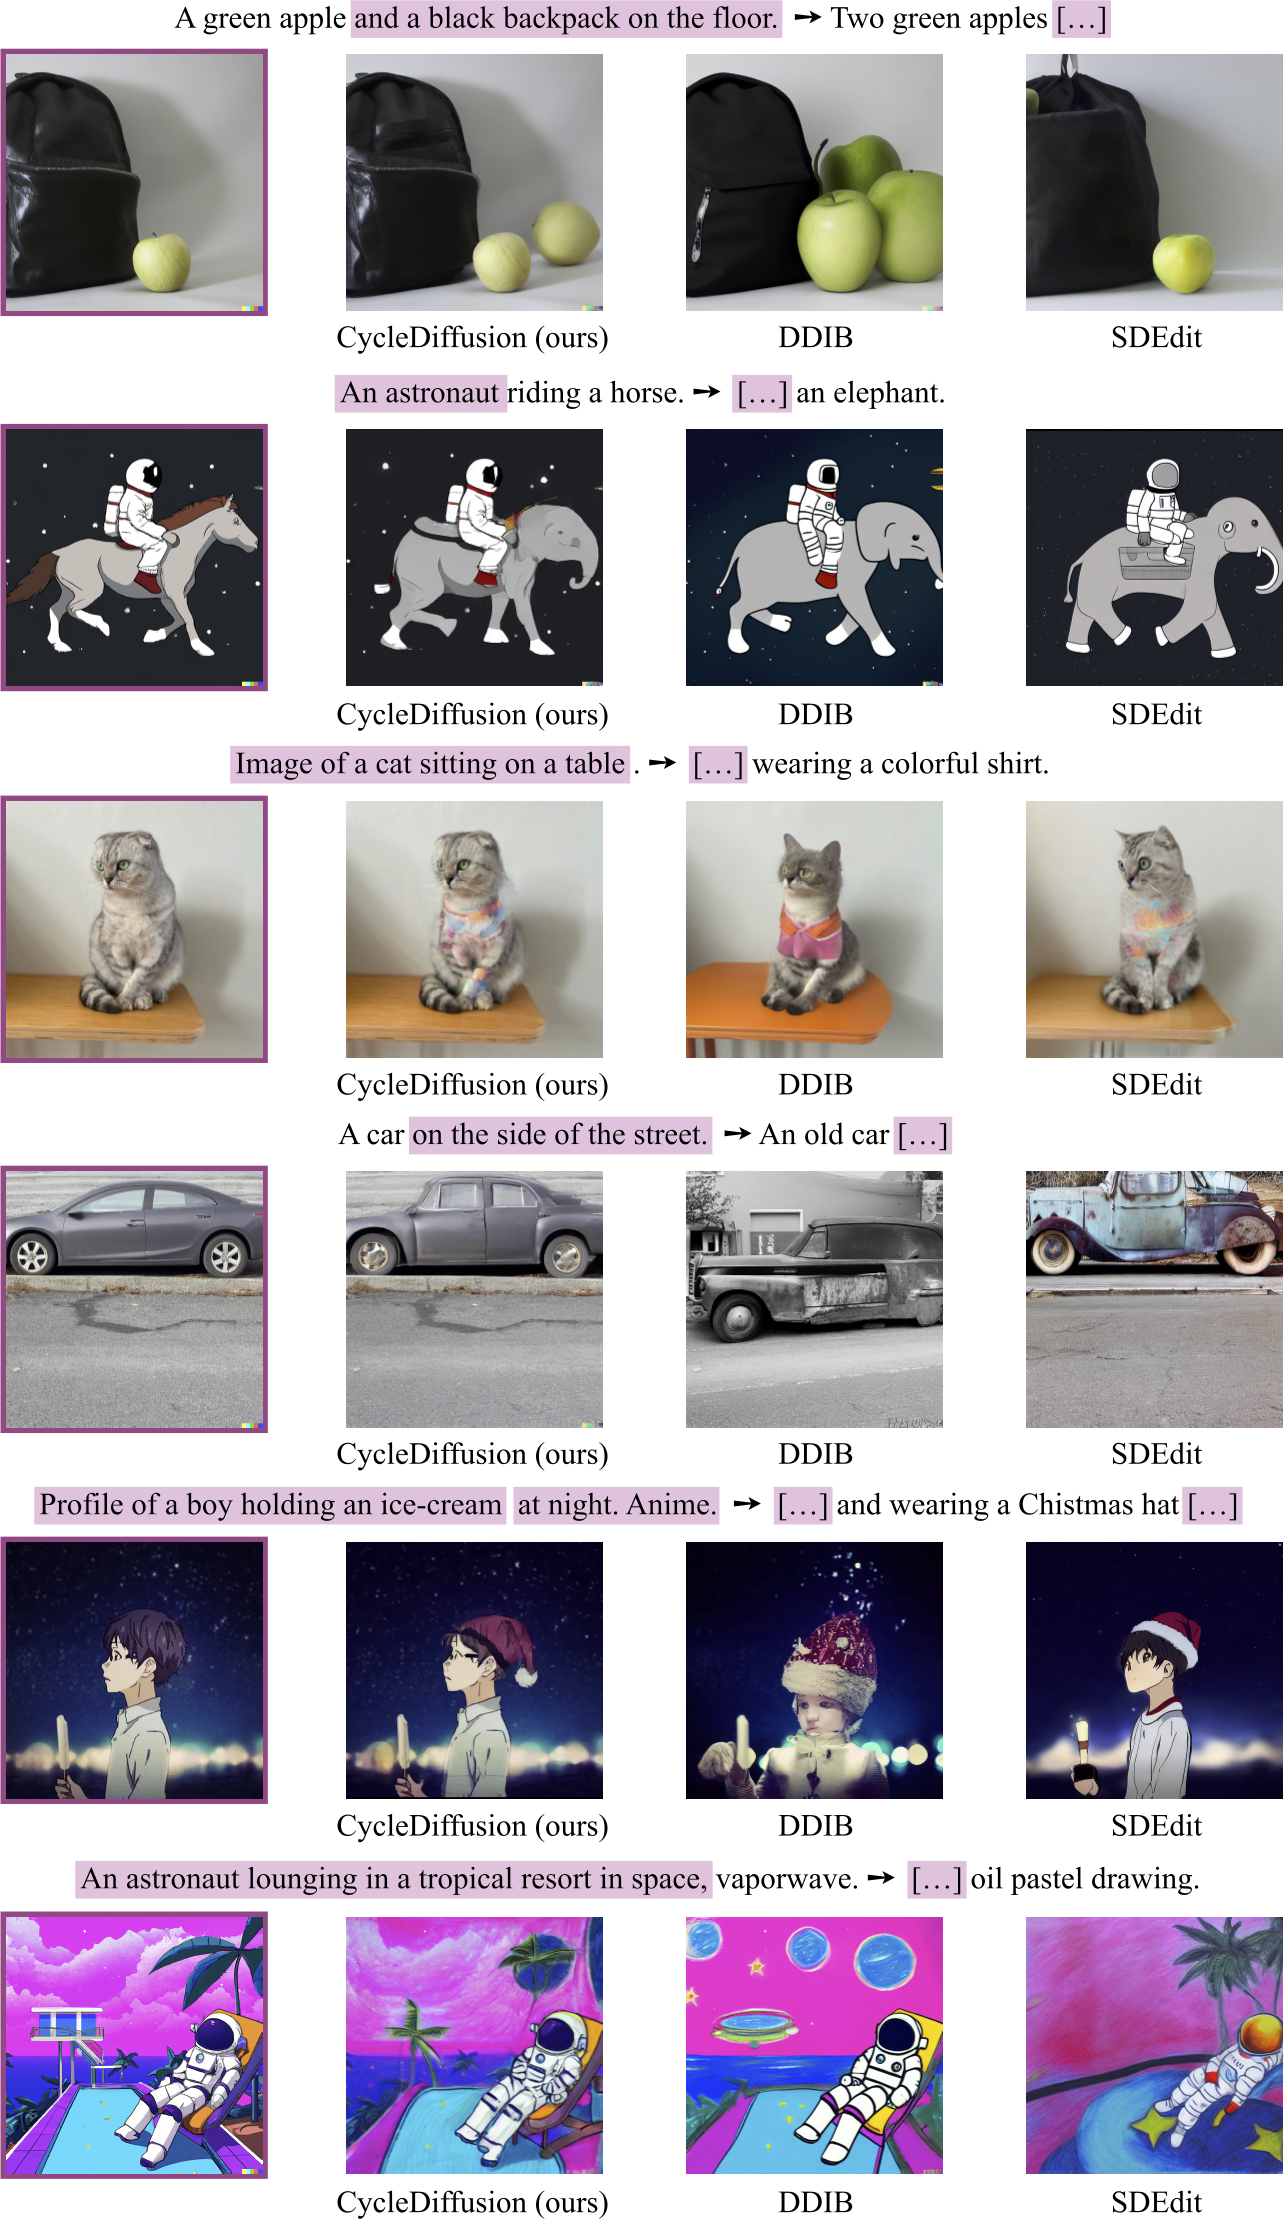 A green apple and a black backpack on the floor. → Two green apples […]
CycleDiffusion (ours) DDIB SDEdit
An astronaut riding a horse. → […] an elephant.
CycleDiffusion (ours) DDIB SDEdit
Image of a cat sitting on a table . → […] wearing a colorful shirt.
CycleDiffusion (ours) DDIB SDEdit
A car on the side of the street. → An old car […]
CycleDiffusion (ours) DDIB SDEdit
Profile of a boy holding an ice-cream at night. Anime. → […] and wearing a Chistmas hat […]
CycleDiffusion (ours) DDIB SDEdit
An astronaut lounging in a tropical resort in space, vaporwave. → […] oil pastel drawing.
CycleDiffusion (ours) DDIB SDEdit